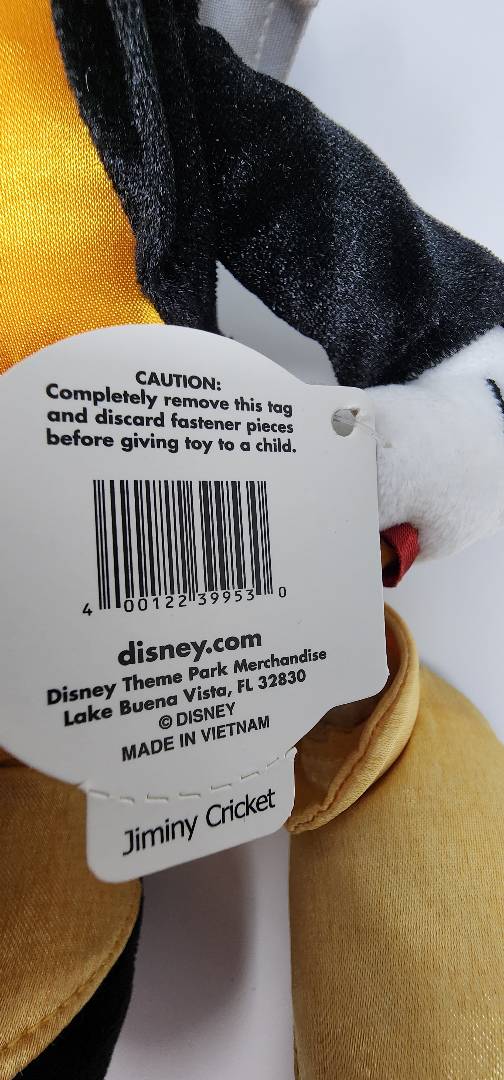 CAUTION:
Completely remove this tag
and discard fastener pieces
before giving toy to a child.
4 00122 39953 0
disney.com
Disney Theme Park Merchandise
Lake Buena Vista, FL 32830
© DISNEY
MADE IN VIETNAM
Jiminy Cricket